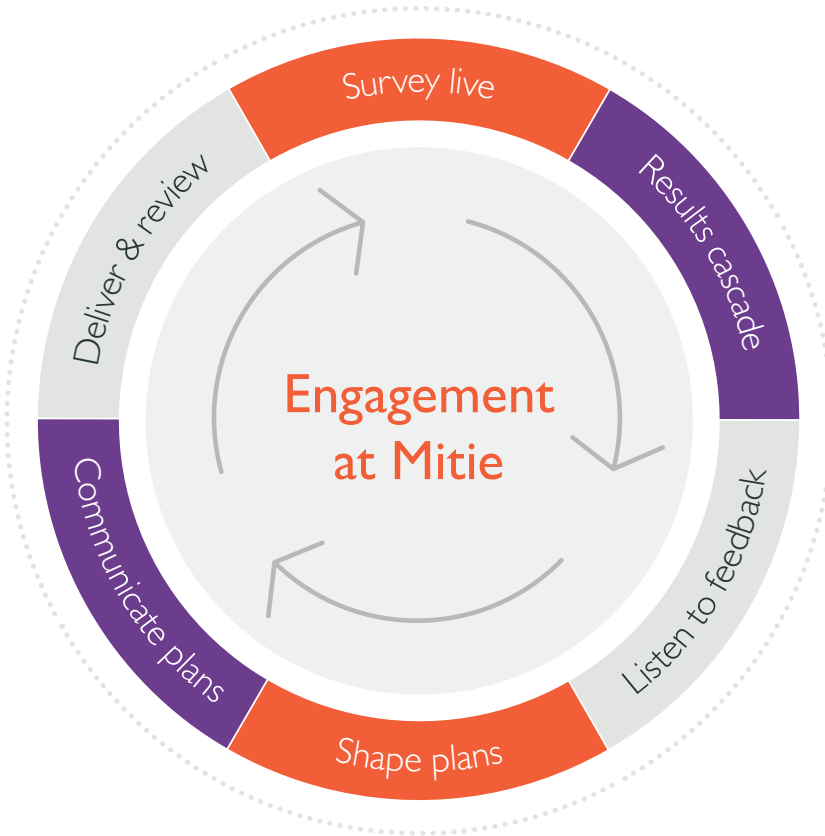 Survey live
Results cascade
Listen to feedback
Shape plans
Communicate plans
Deliver & review
Engagement
at Mitie